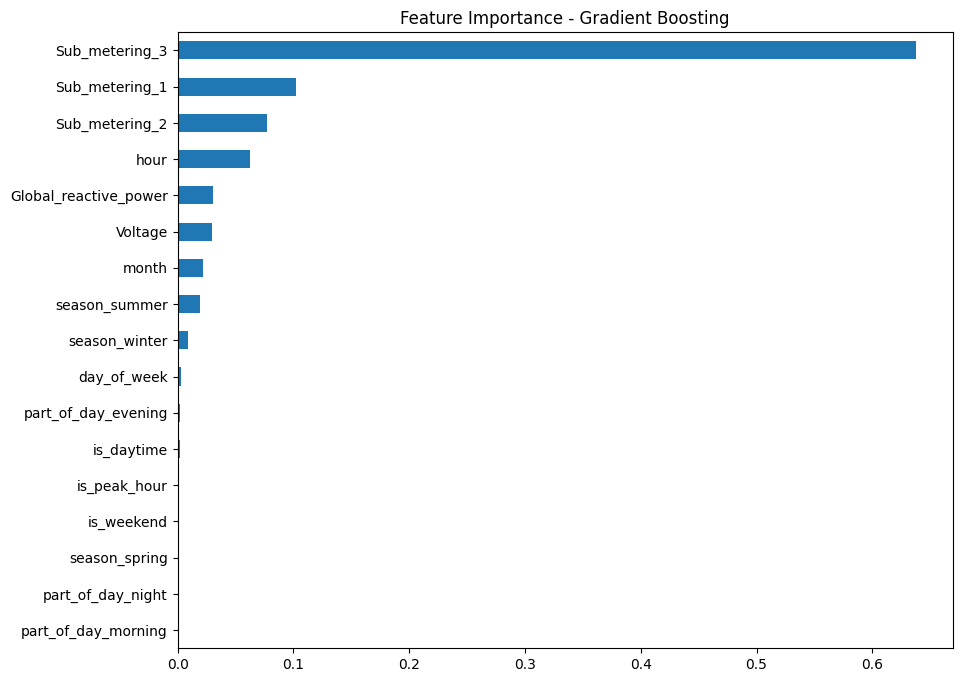 Feature Importance - Gradient Boosting
Sub_metering_3
Sub_metering_1
Sub_metering_2
hour
Global_reactive_power
Voltage
month
season_summer
season_winter
day_of_week
part_of_day_evening
is_daytime
is_peak_hour
is_weekend
season_spring
part_of_day_night
part_of_day_morning
0.0 0.1 0.2 0.3 0.4 0.5 0.6